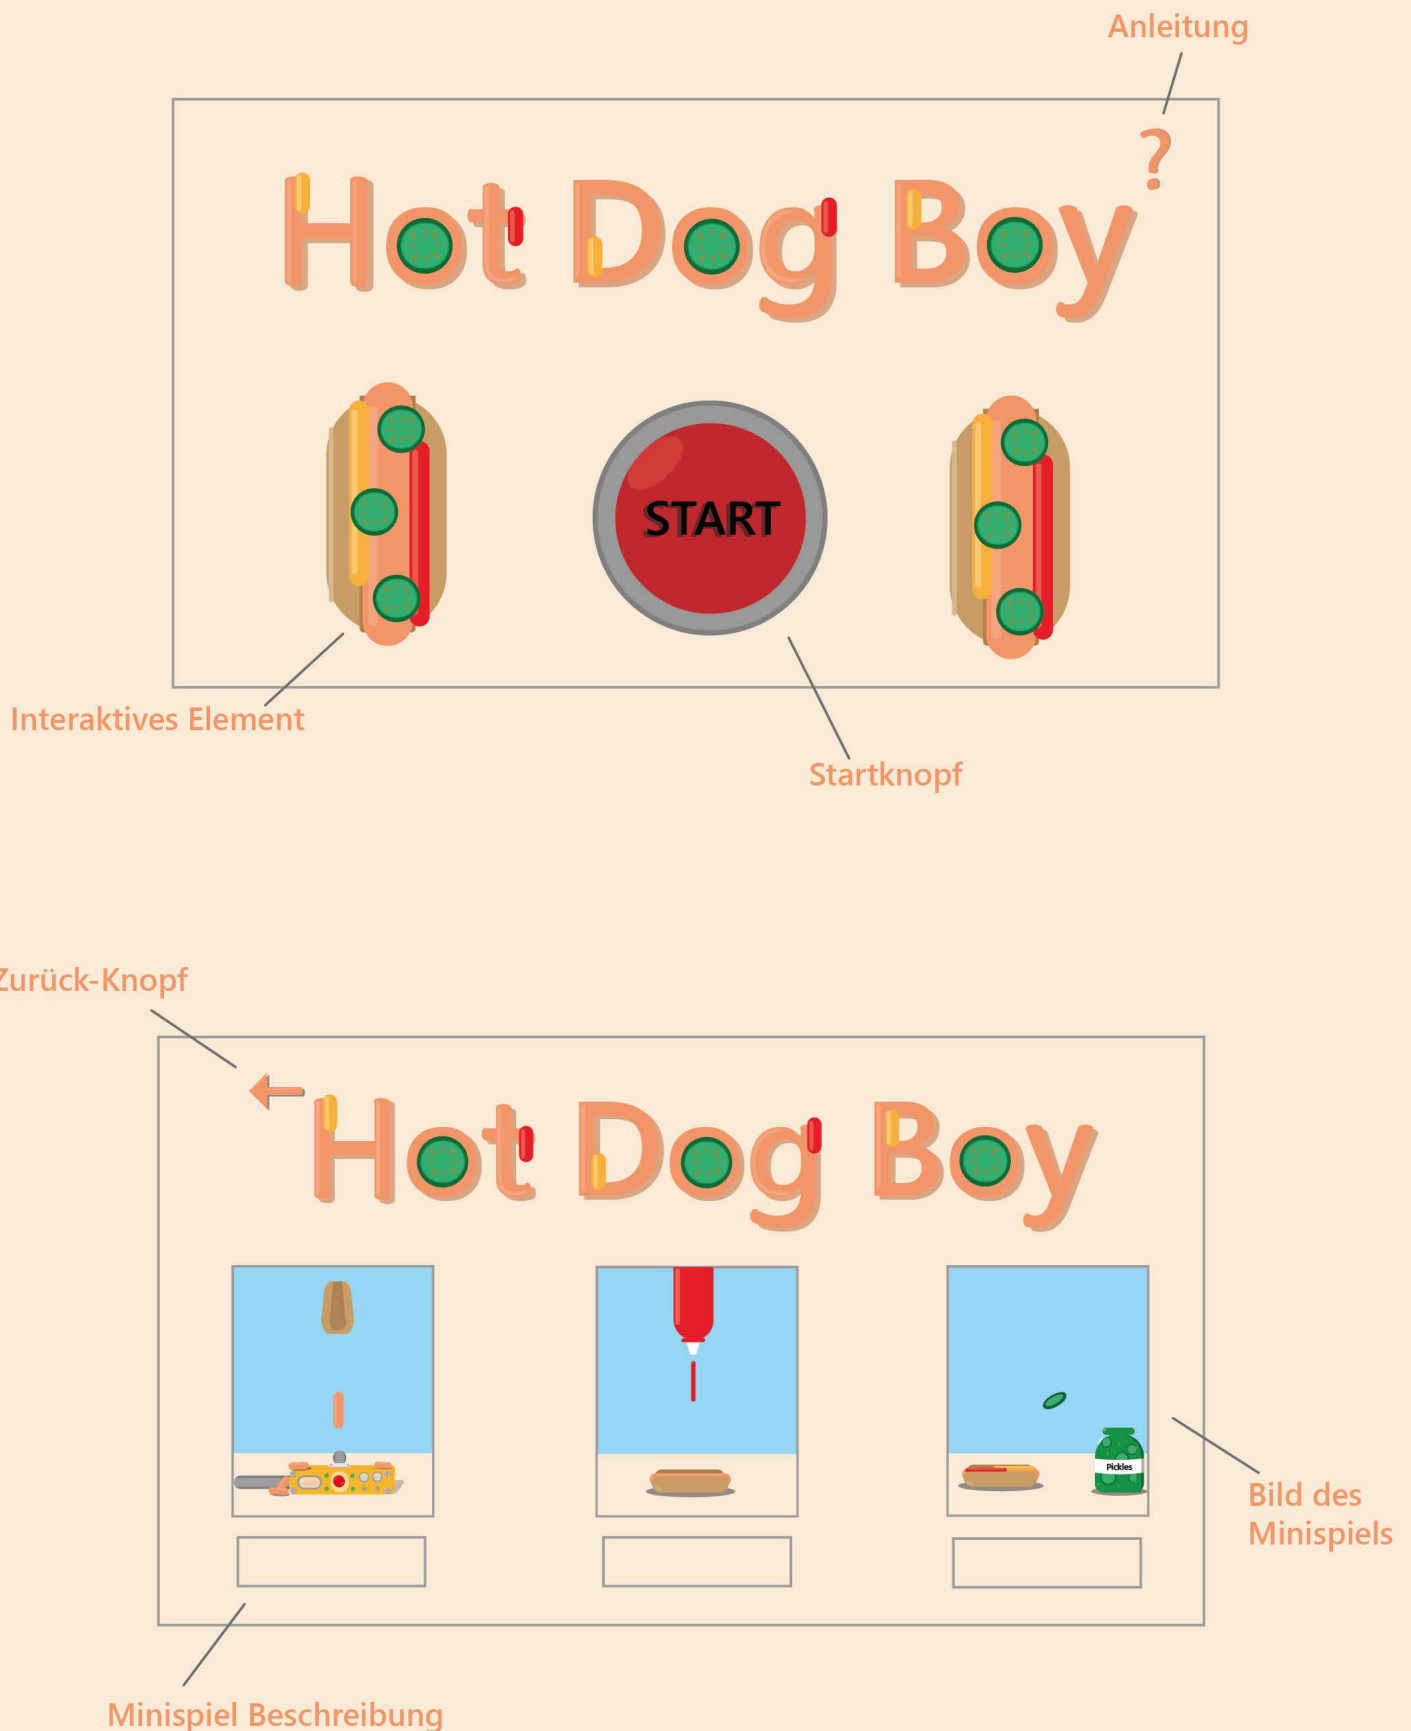 Anleitung
?
Hot Dog Boy
START
Interaktives Element
Startknopf
Zurück-Knopf
Hot Dog Boy
Pickles
Bild des
Minispiels
Minispiel Beschreibung